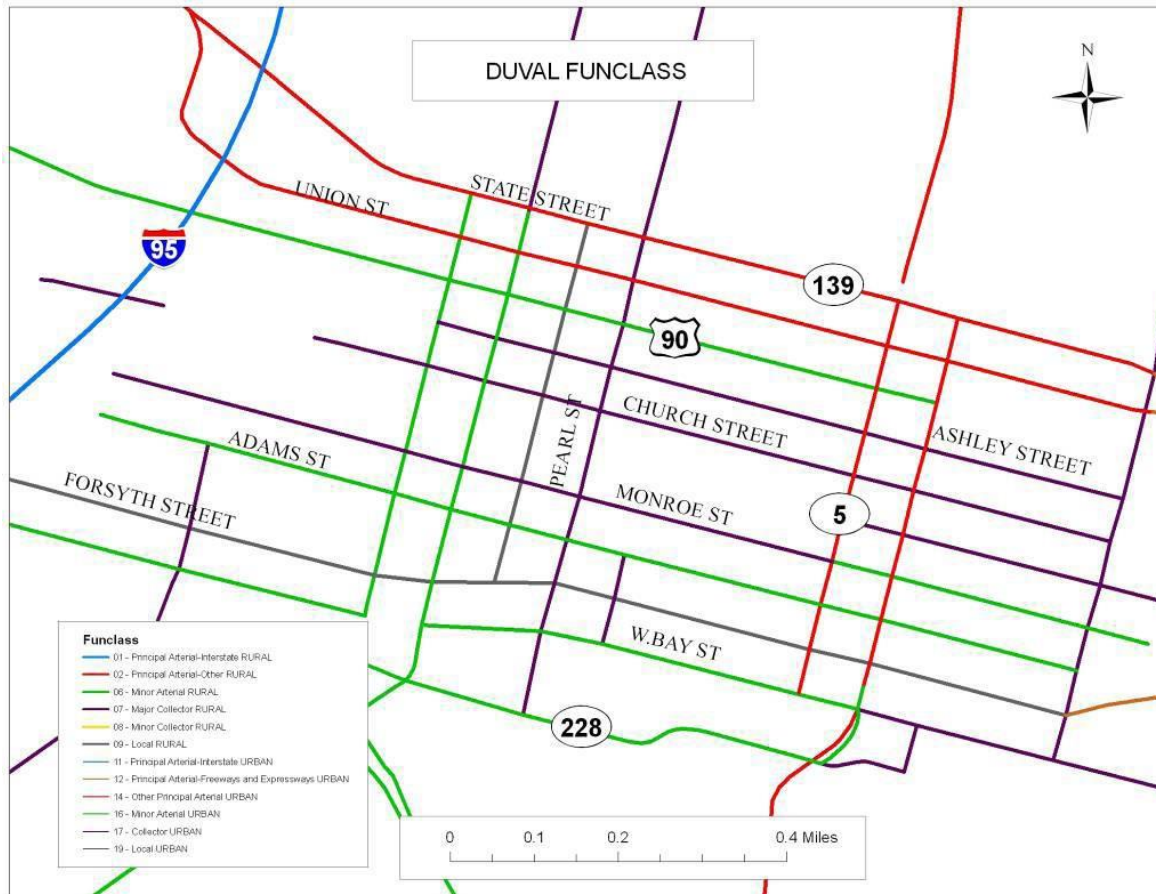 DUVAL FUNCLASS
N
UNION ST
STATE STREET
95
139
90
PEARL ST
CHURCH STREET
ASHLEY STREET
ADAMS ST
MONROE ST
5
FORSYTH STREET
W.BAY ST
228
Funclass
01 - Principal Arterial-Interstate RURAL
02 - Principal Arterial-Other RURAL
06 - Minor Arterial RURAL
07 - Major Collector RURAL
08 - Minor Collector RURAL
09 - Local RURAL
11 - Principal Arterial-Interstate URBAN
12 - Principal Arterial-Freeways and Expressways URBAN
14 - Other Principal Arterial URBAN
16 - Minor Arterial URBAN
17 - Collector URBAN
19 - Local URBAN
0 0.1 0.2 0.4 Miles